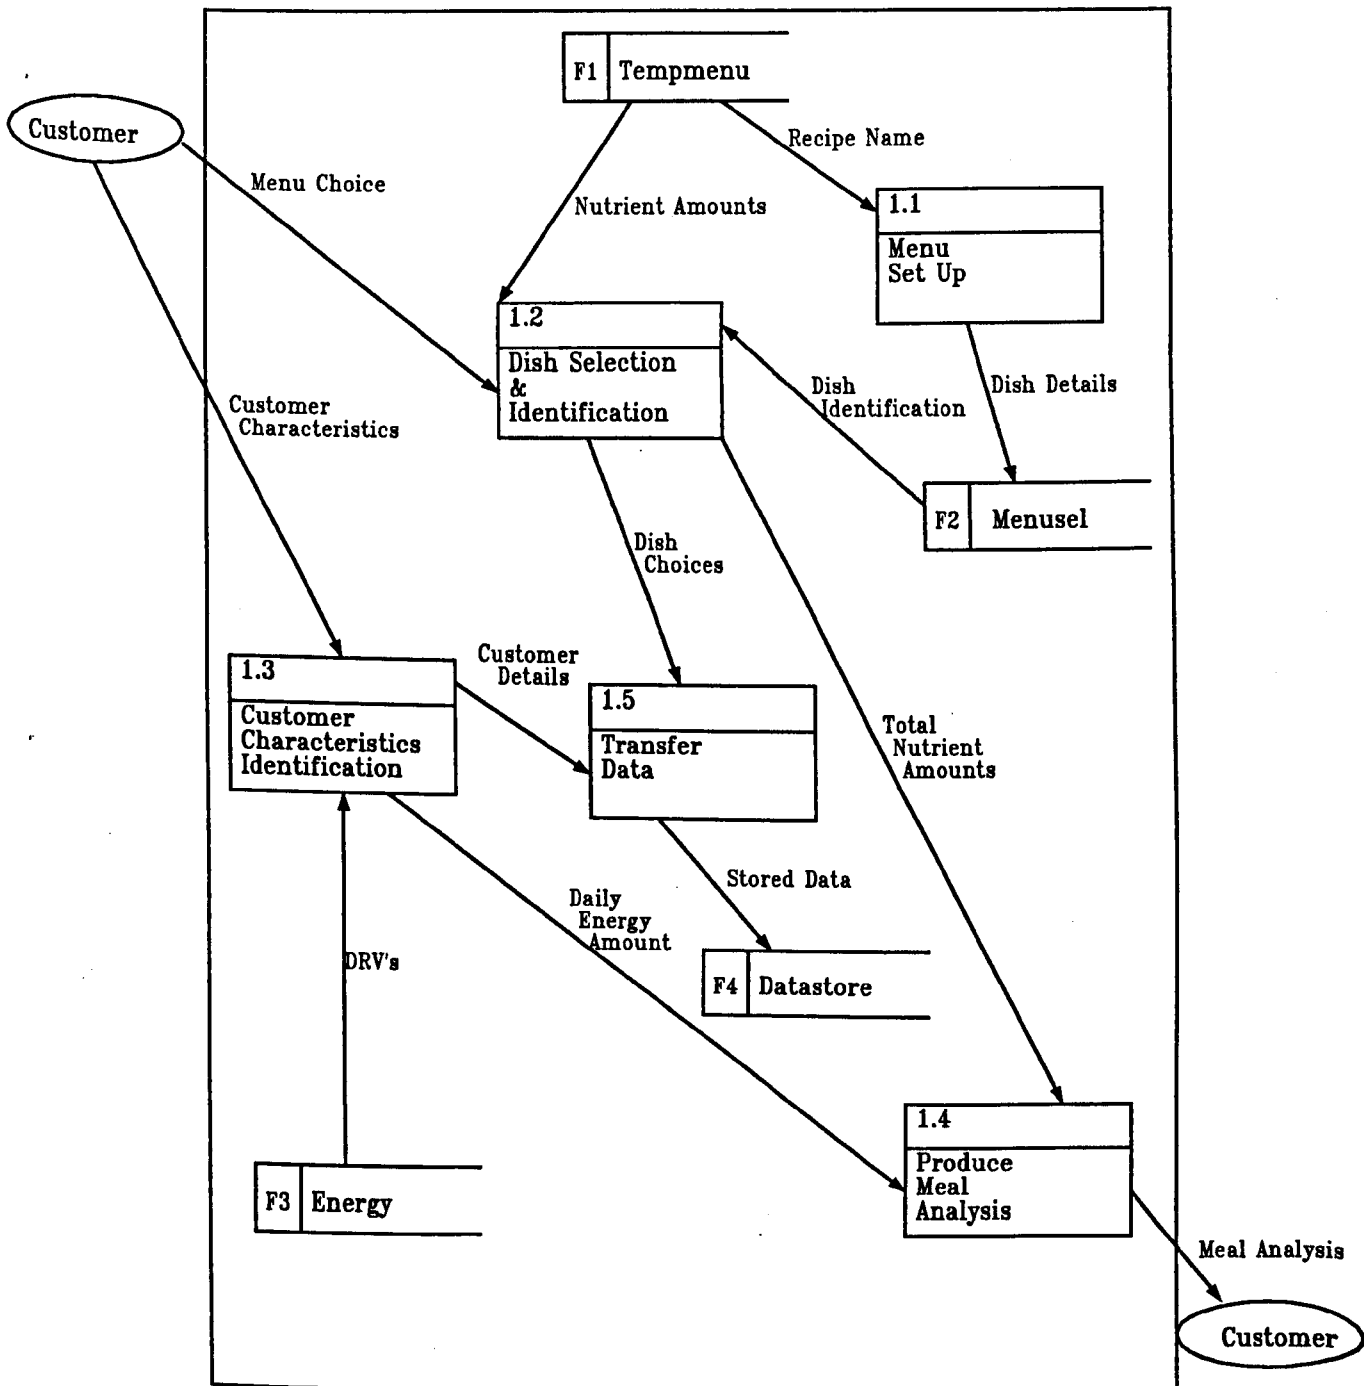 F1 Tempmenu
Customer
Recipe Name
Menu Choice
Nutrient Amounts
1.1
Menu
Set Up
1.2
Dish Selection
&
Identification
Dish
Identification
Dish Details
Customer
Characteristics
F2 Menusel
Dish
Choices
1.3
Customer
Characteristics
Identification
Customer
Details
1.5
Transfer
Data
Total
Nutrient
Amounts
Stored Data
Daily
Energy
Amount
DRV's
F4 Datastore
1.4
Produce
Meal
Analysis
F3 Energy
Meal Analysis
Customer